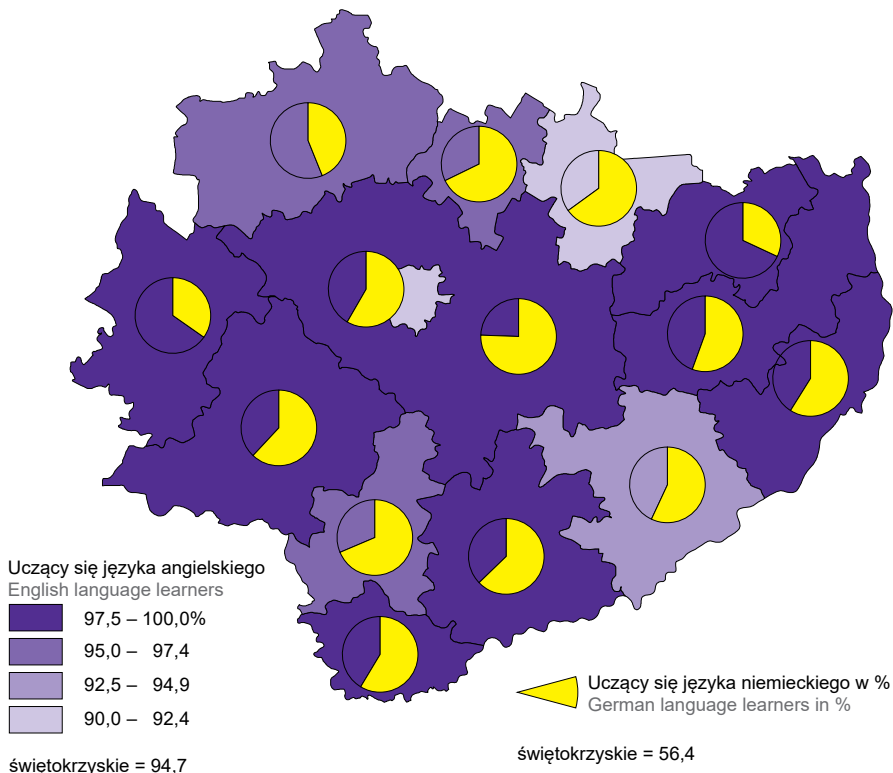 Uczący się języka angielskiego
English language learners
97,5 – 100,0%
95,0 – 97,4
92,5 – 94,9
90,0 – 92,4
świętokrzyskie = 94,7
Uczący się języka niemieckiego w %
German language learners in %
świętokrzyskie = 56,4